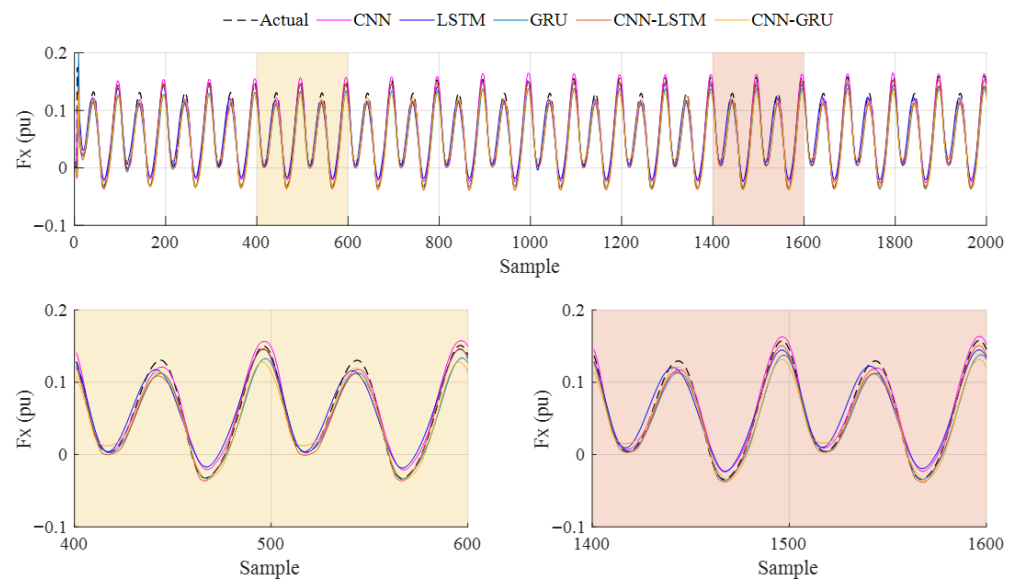 Actual CNN LSTM GRU CNN-LSTM CNN-GRU
0.2
0.1
0
−0.1
Fx (pu)
0 200 400 600 800 1000 1200 1400 1600 1800 2000
Sample
0.2
0.1
0
−0.1
Fx (pu)
400 500 600
Sample
0.2
0.1
0
−0.1
Fx (pu)
1400 1500 1600
Sample